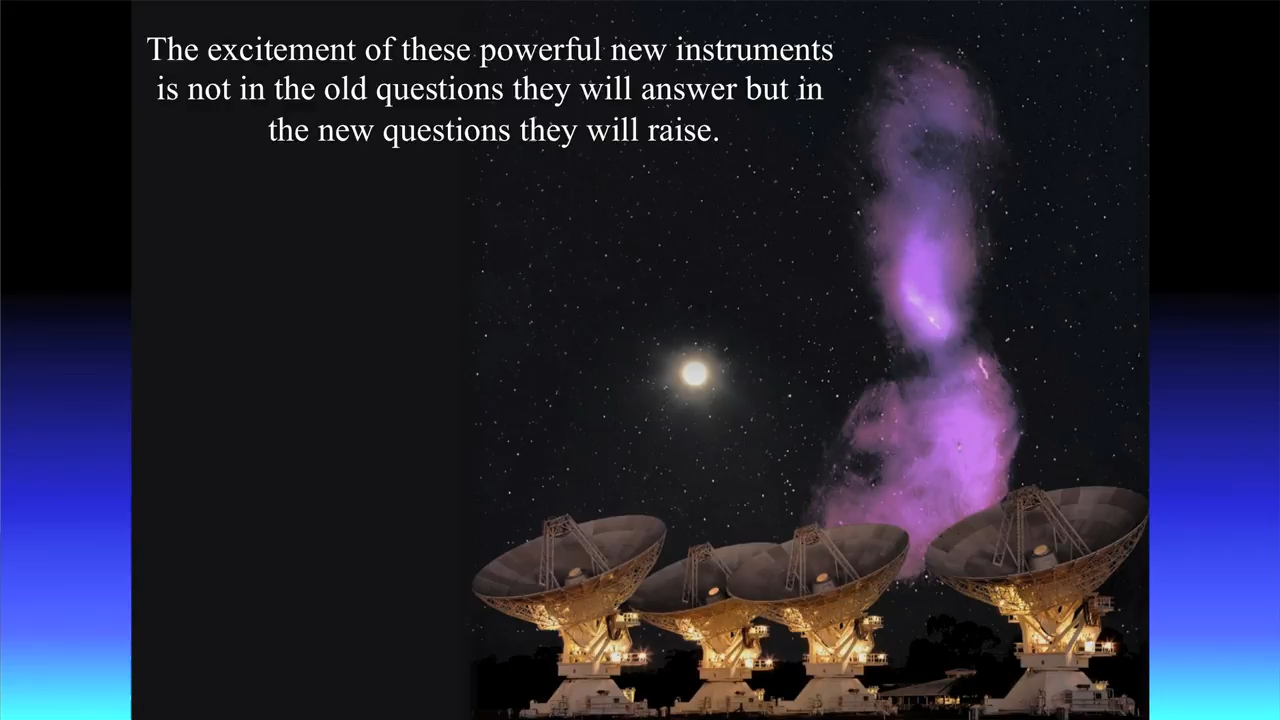 The excitement of these powerful new instruments
is not in the old questions they will answer but in
the new questions they will raise.